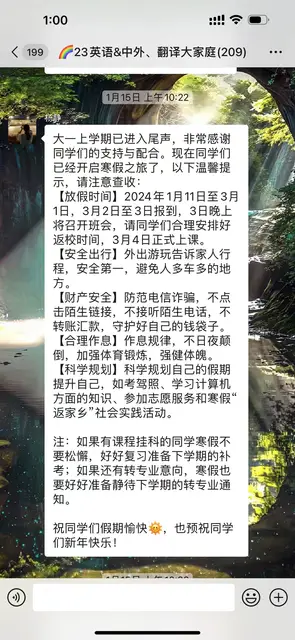 1:00
199
🌈23英语&中外、翻译大家庭(209)
1月15日 上午10:22
大一上学期已进入尾声，非常感谢
同学们的支持与配合。现在同学们
已经开启寒假之旅了，以下温馨提
示，请注意查收：
【放假时间】2024年1月11日至3月
1日，3月2日至3日报到，3日晚上
将召开班会，请同学们合理安排好
返校时间，3月4日正式上课。
【安全出行】外出游玩告诉家人行
程，安全第一，避免人多车多的地
方。
【财产安全】防范电信诈骗，不点
击陌生链接，不接听陌生电话，不
转账汇款，守护好自己的钱袋子。
【合理作息】作息规律，不日夜颠
倒，加强体育锻炼，强健体魄。
【科学规划】科学规划自己的假期
提升自己，如考驾照、学习计算机
方面的知识、参加志愿服务和寒假“
返家乡”社会实践活动。
注：如果有课程挂科的同学寒假不
要松懈，好好复习准备下学期的补
考；如果还有转专业意向，寒假也
要好好准备静待下学期的转专业通
知。
祝同学们假期愉快🌞，也预祝同学
们新年快乐！